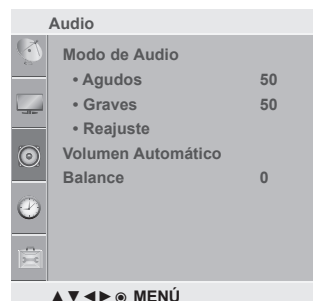 Audio
Modo de Audio
• Agudos 50
• Graves 50
• Reajuste
Volumen Automático
Balance 0
▲▼◄►◉ MENÚ